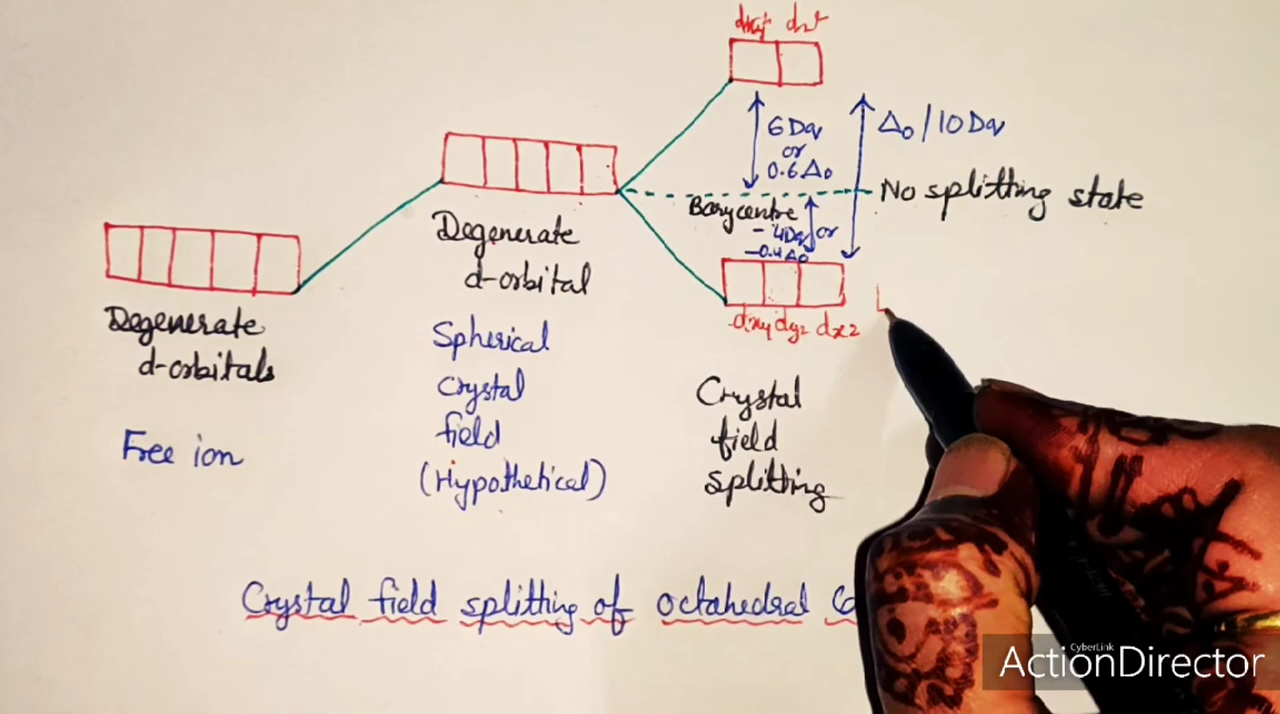 dz²
6 Dq
or
0.6 Δo
Δo / 10 Dq
No splitting state
Barycentre
- 4Dq or
-0.4 Δo
dxy dyz dxz
Degenerate
d-orbital
Spherical
crystal
field
(Hypothetical)
Degenerate
d-orbitals
Free ion
Crystal
field
splitting
Crystal field splitting of octahedral
CyberLink
ActionDirector